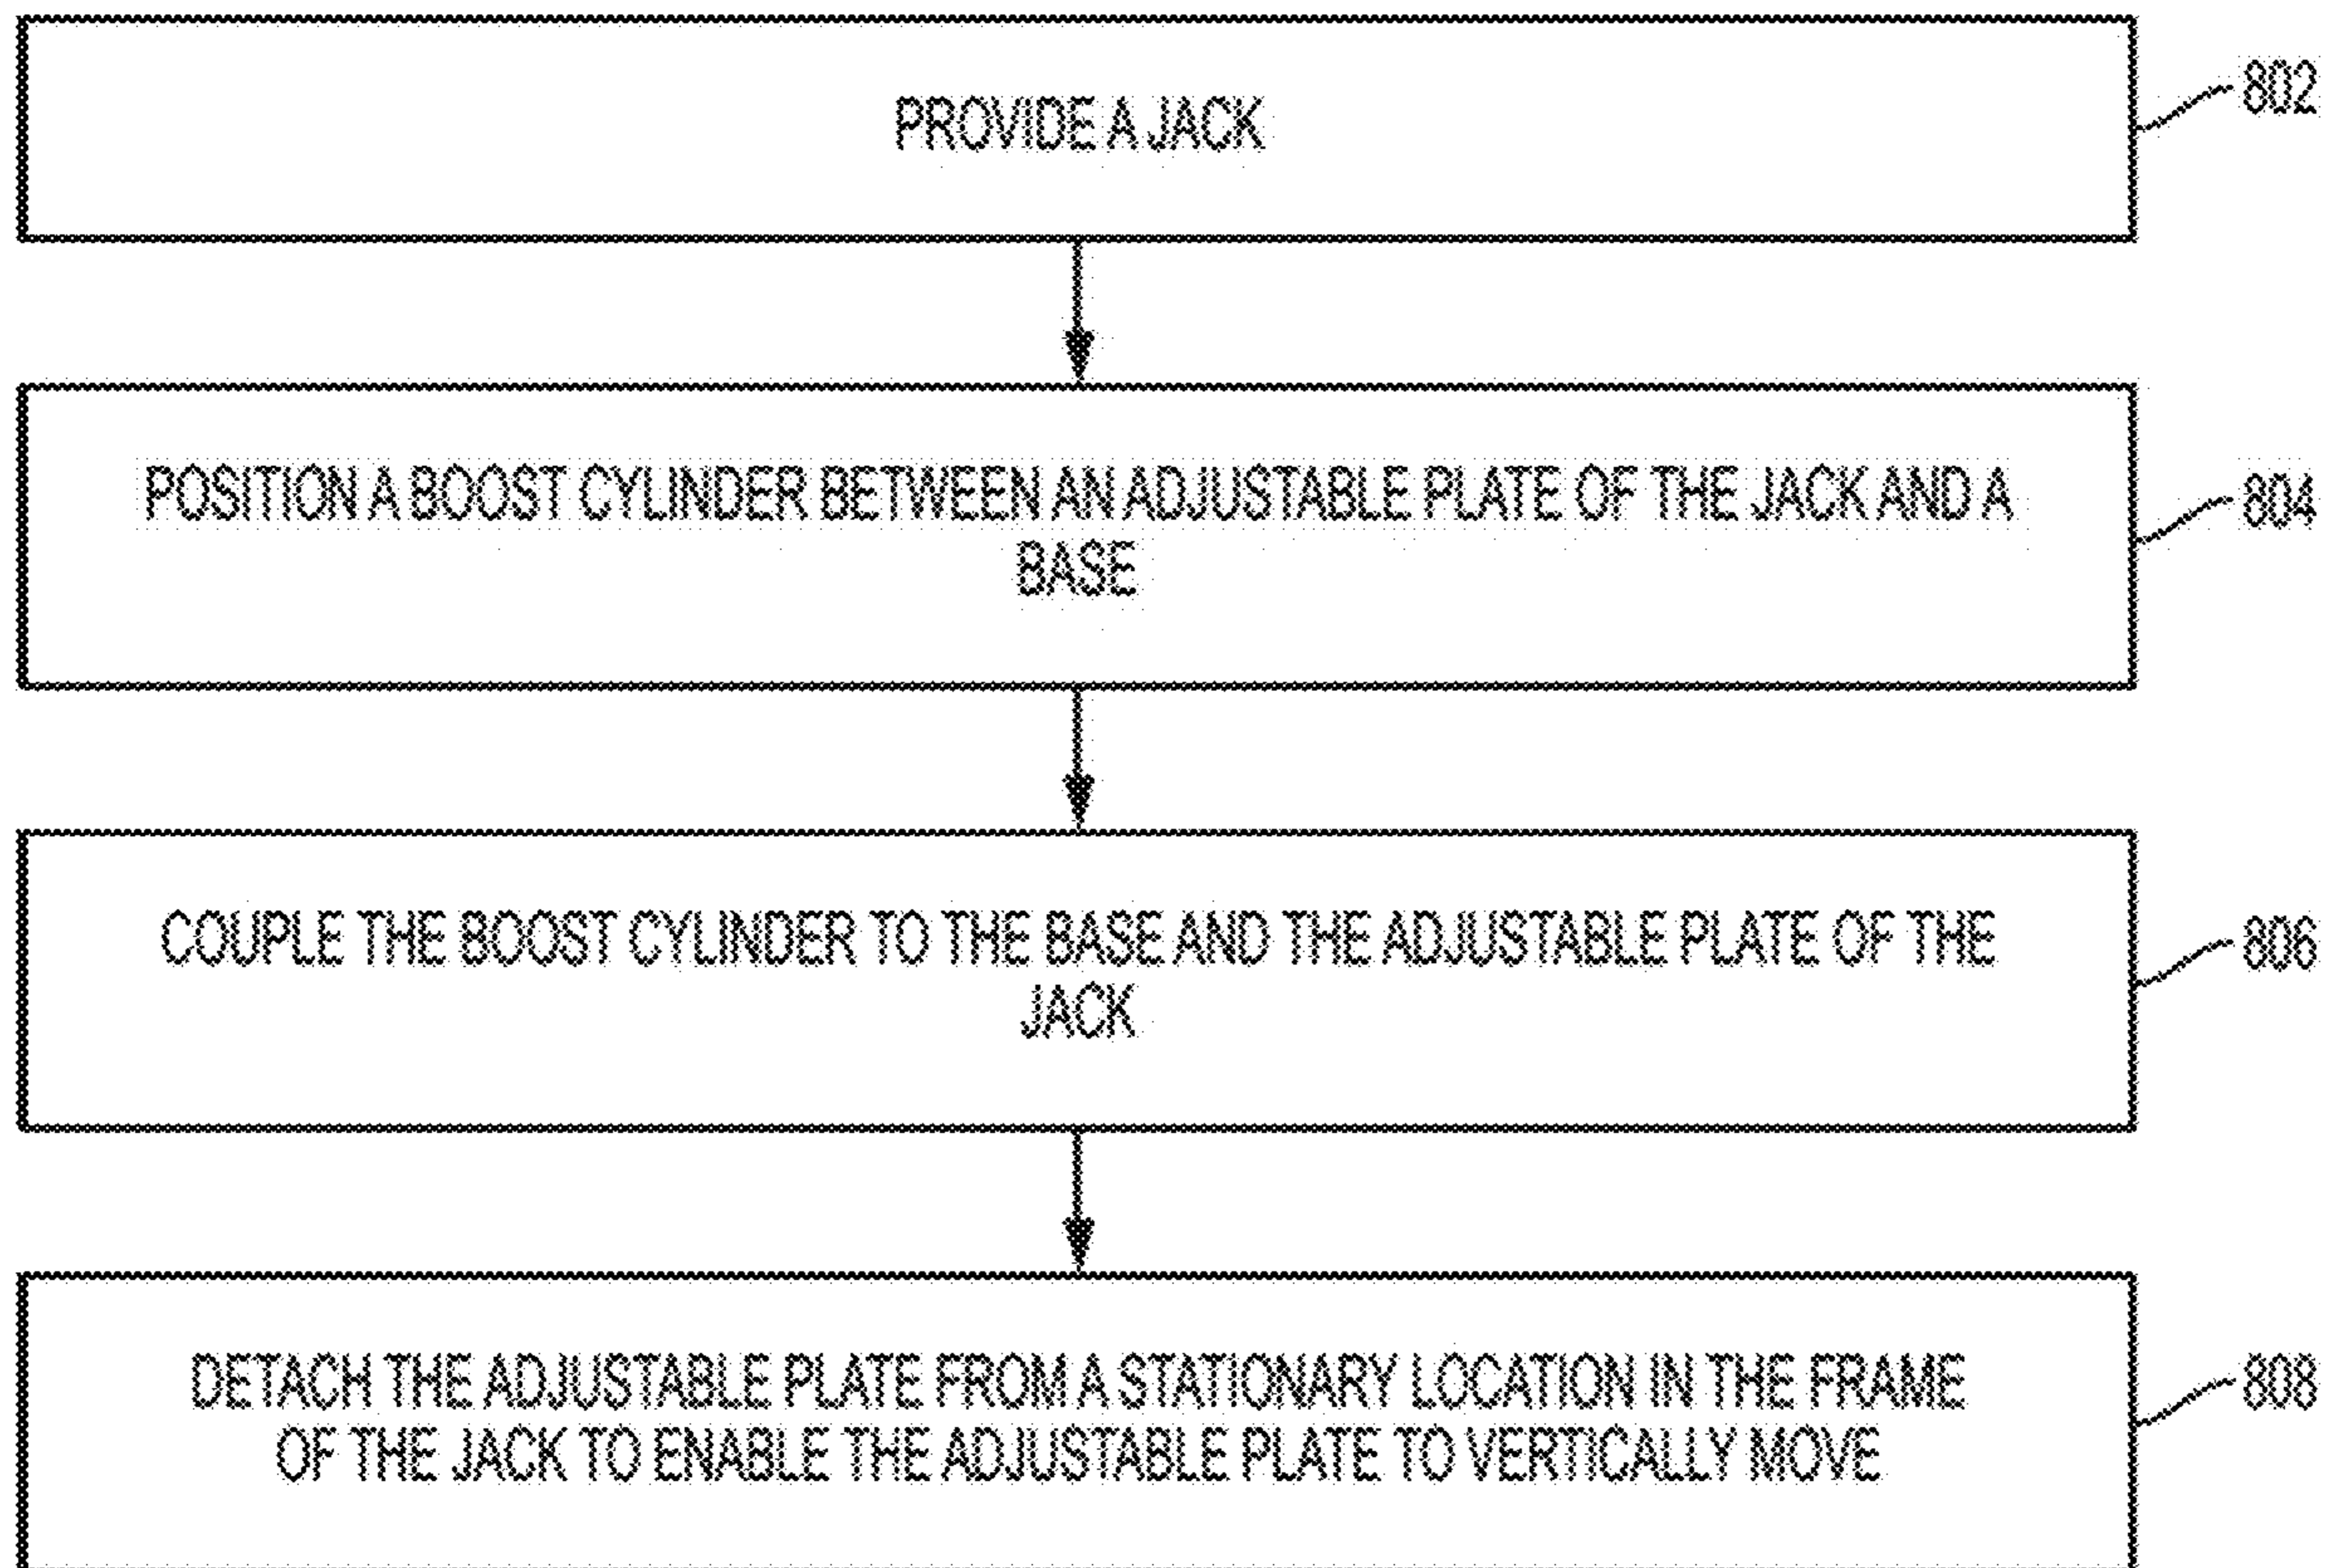 PROVIDE A JACK
802
POSITION A BOOST CYLINDER BETWEEN AN ADJUSTABLE PLATE OF THE JACK AND A
BASE
804
COUPLE THE BOOST CYLINDER TO THE BASE AND THE ADJUSTABLE PLATE OF THE
JACK
806
DETACH THE ADJUSTABLE PLATE FROM A STATIONARY LOCATION IN THE FRAME
OF THE JACK TO ENABLE THE ADJUSTABLE PLATE TO VERTICALLY MOVE
808